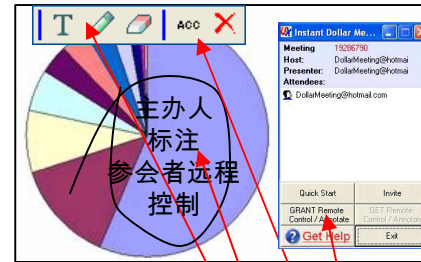 T ACC
主办人
标注
参会者远程
控制
Instant Dollar Me...
Meeting 19286790
Host: DollarMeeting@hotmai
Presenter: DollarMeeting@hotmai
Attendees:
DollarMeeting@hotmail.com
Quick Start Invite
GRANT Remote Control / Annotate
GET Remote Control / Annotate
Get Help Exit